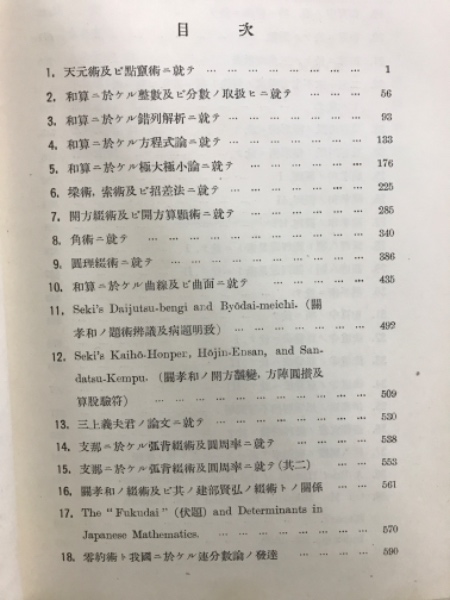 目 次
1. 天元術及ビ點竄術ニ就テ … … … … … … … 1
2. 和算ニ於ケル整數及ビ分數ノ取扱ヒニ就テ … … … … 56
3. 和算ニ於ケル錯列解析ニ就テ … … … … … … 93
4. 和算ニ於ケル方程式論ニ就テ … … … … … … 133
5. 和算ニ於ケル極大極小論ニ就テ … … … … … … 176
6. 垜術, 索術及ビ招差法ニ就テ … … … … … … 225
7. 開方綴術及ビ開方算顆術ニ就テ … … … … … … 285
8. 角術ニ就テ … … … … … … … … … 340
9. 圓理綴術ニ就テ … … … … … … … … 386
10. 和算ニ於ケル曲線及ビ曲面ニ就テ … … … … … 435
11. Seki's Daijutsu-bengi and Byōdai-meichi. (關
孝和ノ題術辨議及病題明致) … … … … … … 492
12. Seki's Kaihō-Honpen, Hōjin-Ensan, and San-
datsu-Kempu. (關孝和ノ開方飜變, 方陣圓攅及
算脱驗符) … … … … … … … … 509
13. 三上義夫君ノ論文ニ就テ … … … … … … … 530
14. 支那ニ於ケル弧背綴術及圓周率ニ就テ … … … … 538
15. 支那ニ於ケル弧背綴術及圓周率ニ就テ(其二) … … … 553
16. 關孝和ノ綴術及ビ其ノ建部賢弘ノ綴術トノ關係 … … … 561
17. The "Fukudai" (伏題) and Determinants in
Japanese Mathematics. … … … … … … … 570
18. 零約術ト我國ニ於ケル連分數論ノ發達 … … … … 590